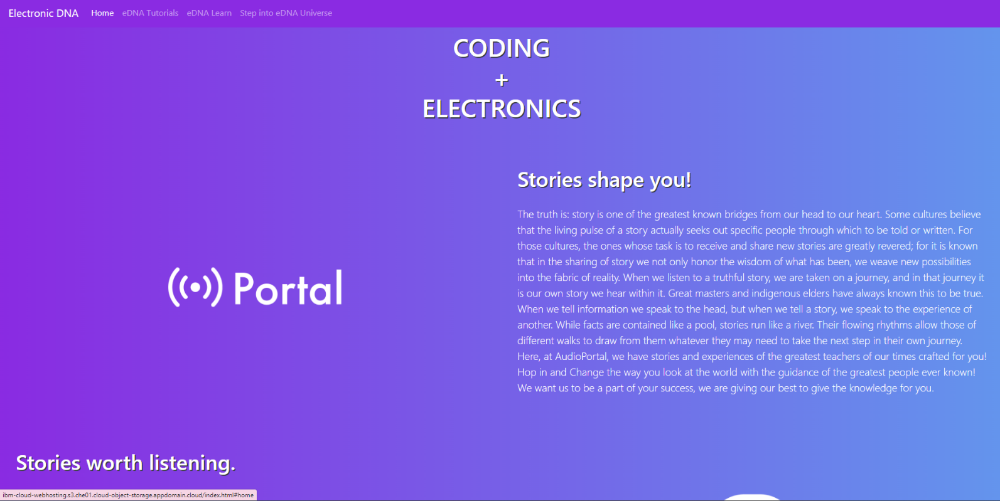 Electronic DNA Home eDNA Tutorials eDNA Learn Step into eDNA Universe
CODING
+
ELECTRONICS
Stories shape you!
The truth is: story is one of the greatest known bridges from our head to our heart. Some cultures believe
that the living pulse of a story actually seeks out specific people through which to be told or written. For
those cultures, the ones whose task is to receive and share new stories are greatly revered; for it is known
that in the sharing of story we not only honor the wisdom of what has been, we weave new possibilities
into the fabric of reality. When we listen to a truthful story, we are taken on a journey, and in that journey it
is our own story we hear within it. Great masters and indigenous elders have always known this to be true.
When we tell information we speak to the head, but when we tell a story, we speak to the experience of
another. While facts are contained like a pool, stories run like a river. Their flowing rhythms allow those of
different walks to draw from them whatever they may need to take the next step in their own journey.
Here, at AudioPortal, we have stories and experiences of the greatest teachers of our times crafted for you!
Hop in and Change the way you look at the world with the guidance of the greatest people ever known!
We want us to be a part of your success, we are giving our best to give the knowledge for you.
Portal
Stories worth listening.
ibm-cloud-webhosting.s3.che01.cloud-object-storage.appdomain.cloud/index.html#home